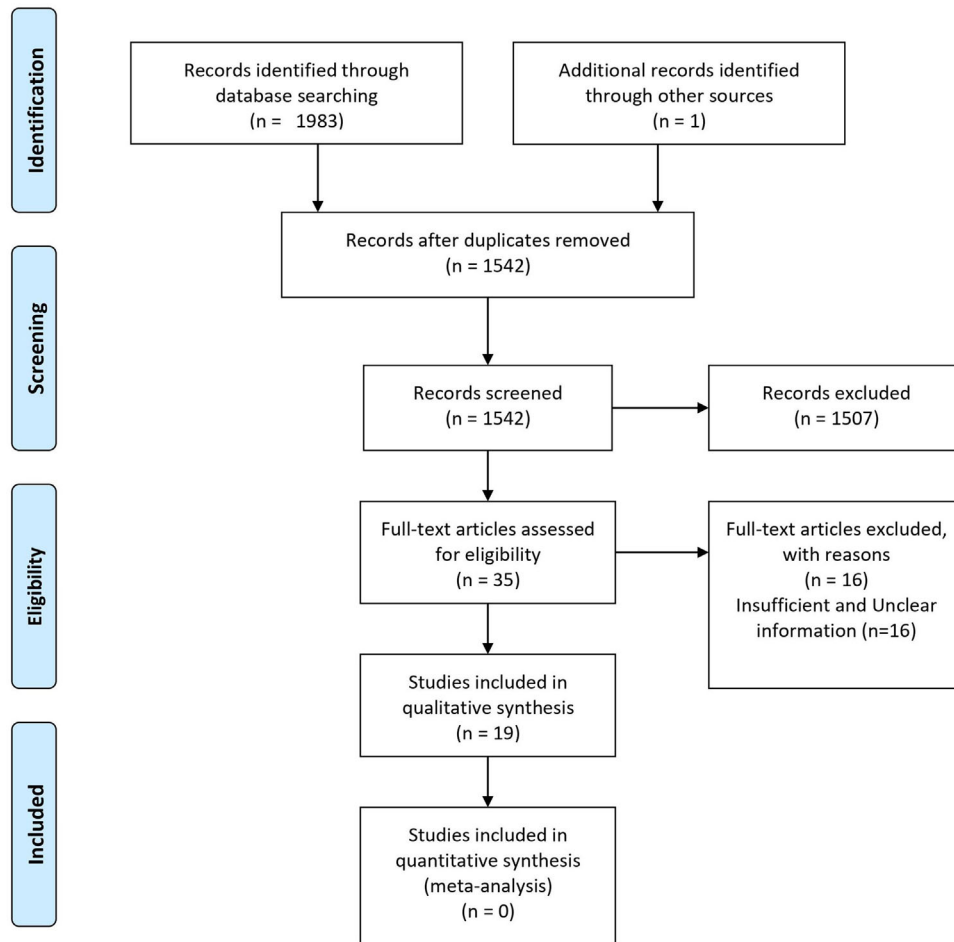 Identification
Records identified through
database searching
(n =   1983)
Additional records identified
through other sources
(n = 1)
Records after duplicates removed
(n = 1542)
Screening
Records screened
(n = 1542)
Records excluded
(n = 1507)
Eligibility
Full-text articles assessed
for eligibility
(n = 35)
Full-text articles excluded,
with reasons
(n = 16)
Insufficient and Unclear
information (n=16)
Studies included in
qualitative synthesis
(n = 19)
Included
Studies included in
quantitative synthesis
(meta-analysis)
(n = 0)